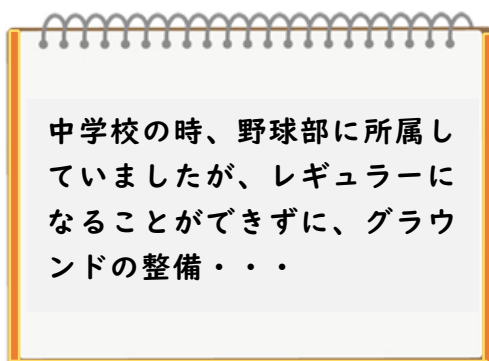 中学校の時、野球部に所属し
ていましたが、レギュラーに
なることができずに、グラウ
ンドの整備・・・